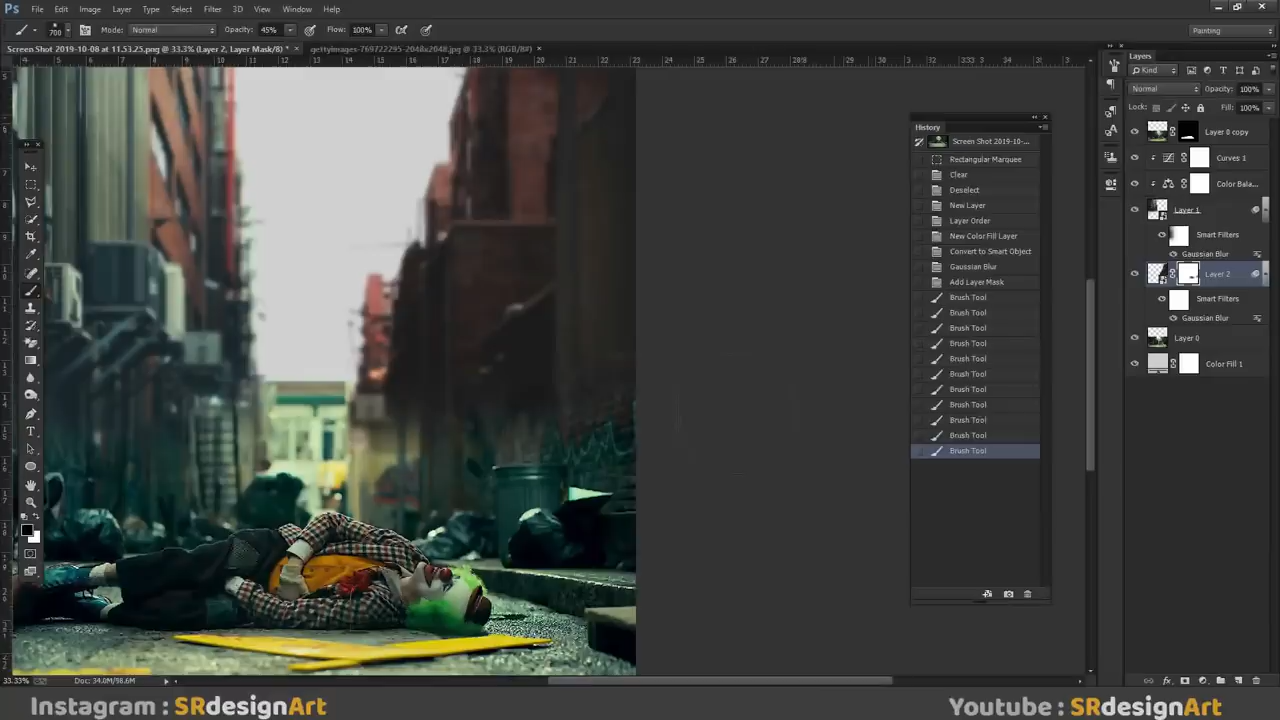 Ps File Edit Image Layer Type Select Filter 3D View Window Help
700 Mode: Normal Opacity: 45% Flow: 100% Painting
Screen Shot 2019-10-08 at 11.53.25.png @ 33.3% (Layer 2, Layer Mask/8) * × gettyimages-769722295-2048x2048.jpg @ 33.3% (RGB/8#) ×
Layers
Kind
Normal Opacity: 100%
Lock: Fill: 100%
Layer 0 copy
Curves 1
Color Bala...
Layer 1
Smart Filters
Gaussian Blur
Layer 2
Smart Filters
Gaussian Blur
Layer 0
Color Fill 1
History
Screen Shot 2019-10-...
Rectangular Marquee
Clear
Deselect
New Layer
Layer Order
New Color Fill Layer
Convert to Smart Object
Gaussian Blur
Add Layer Mask
Brush Tool
Brush Tool
Brush Tool
Brush Tool
Brush Tool
Brush Tool
Brush Tool
Brush Tool
Brush Tool
Brush Tool
Brush Tool
33.33% Doc: 34.0M/98.6M
Instagram : SRdesignArt Youtube : SRdesignArt